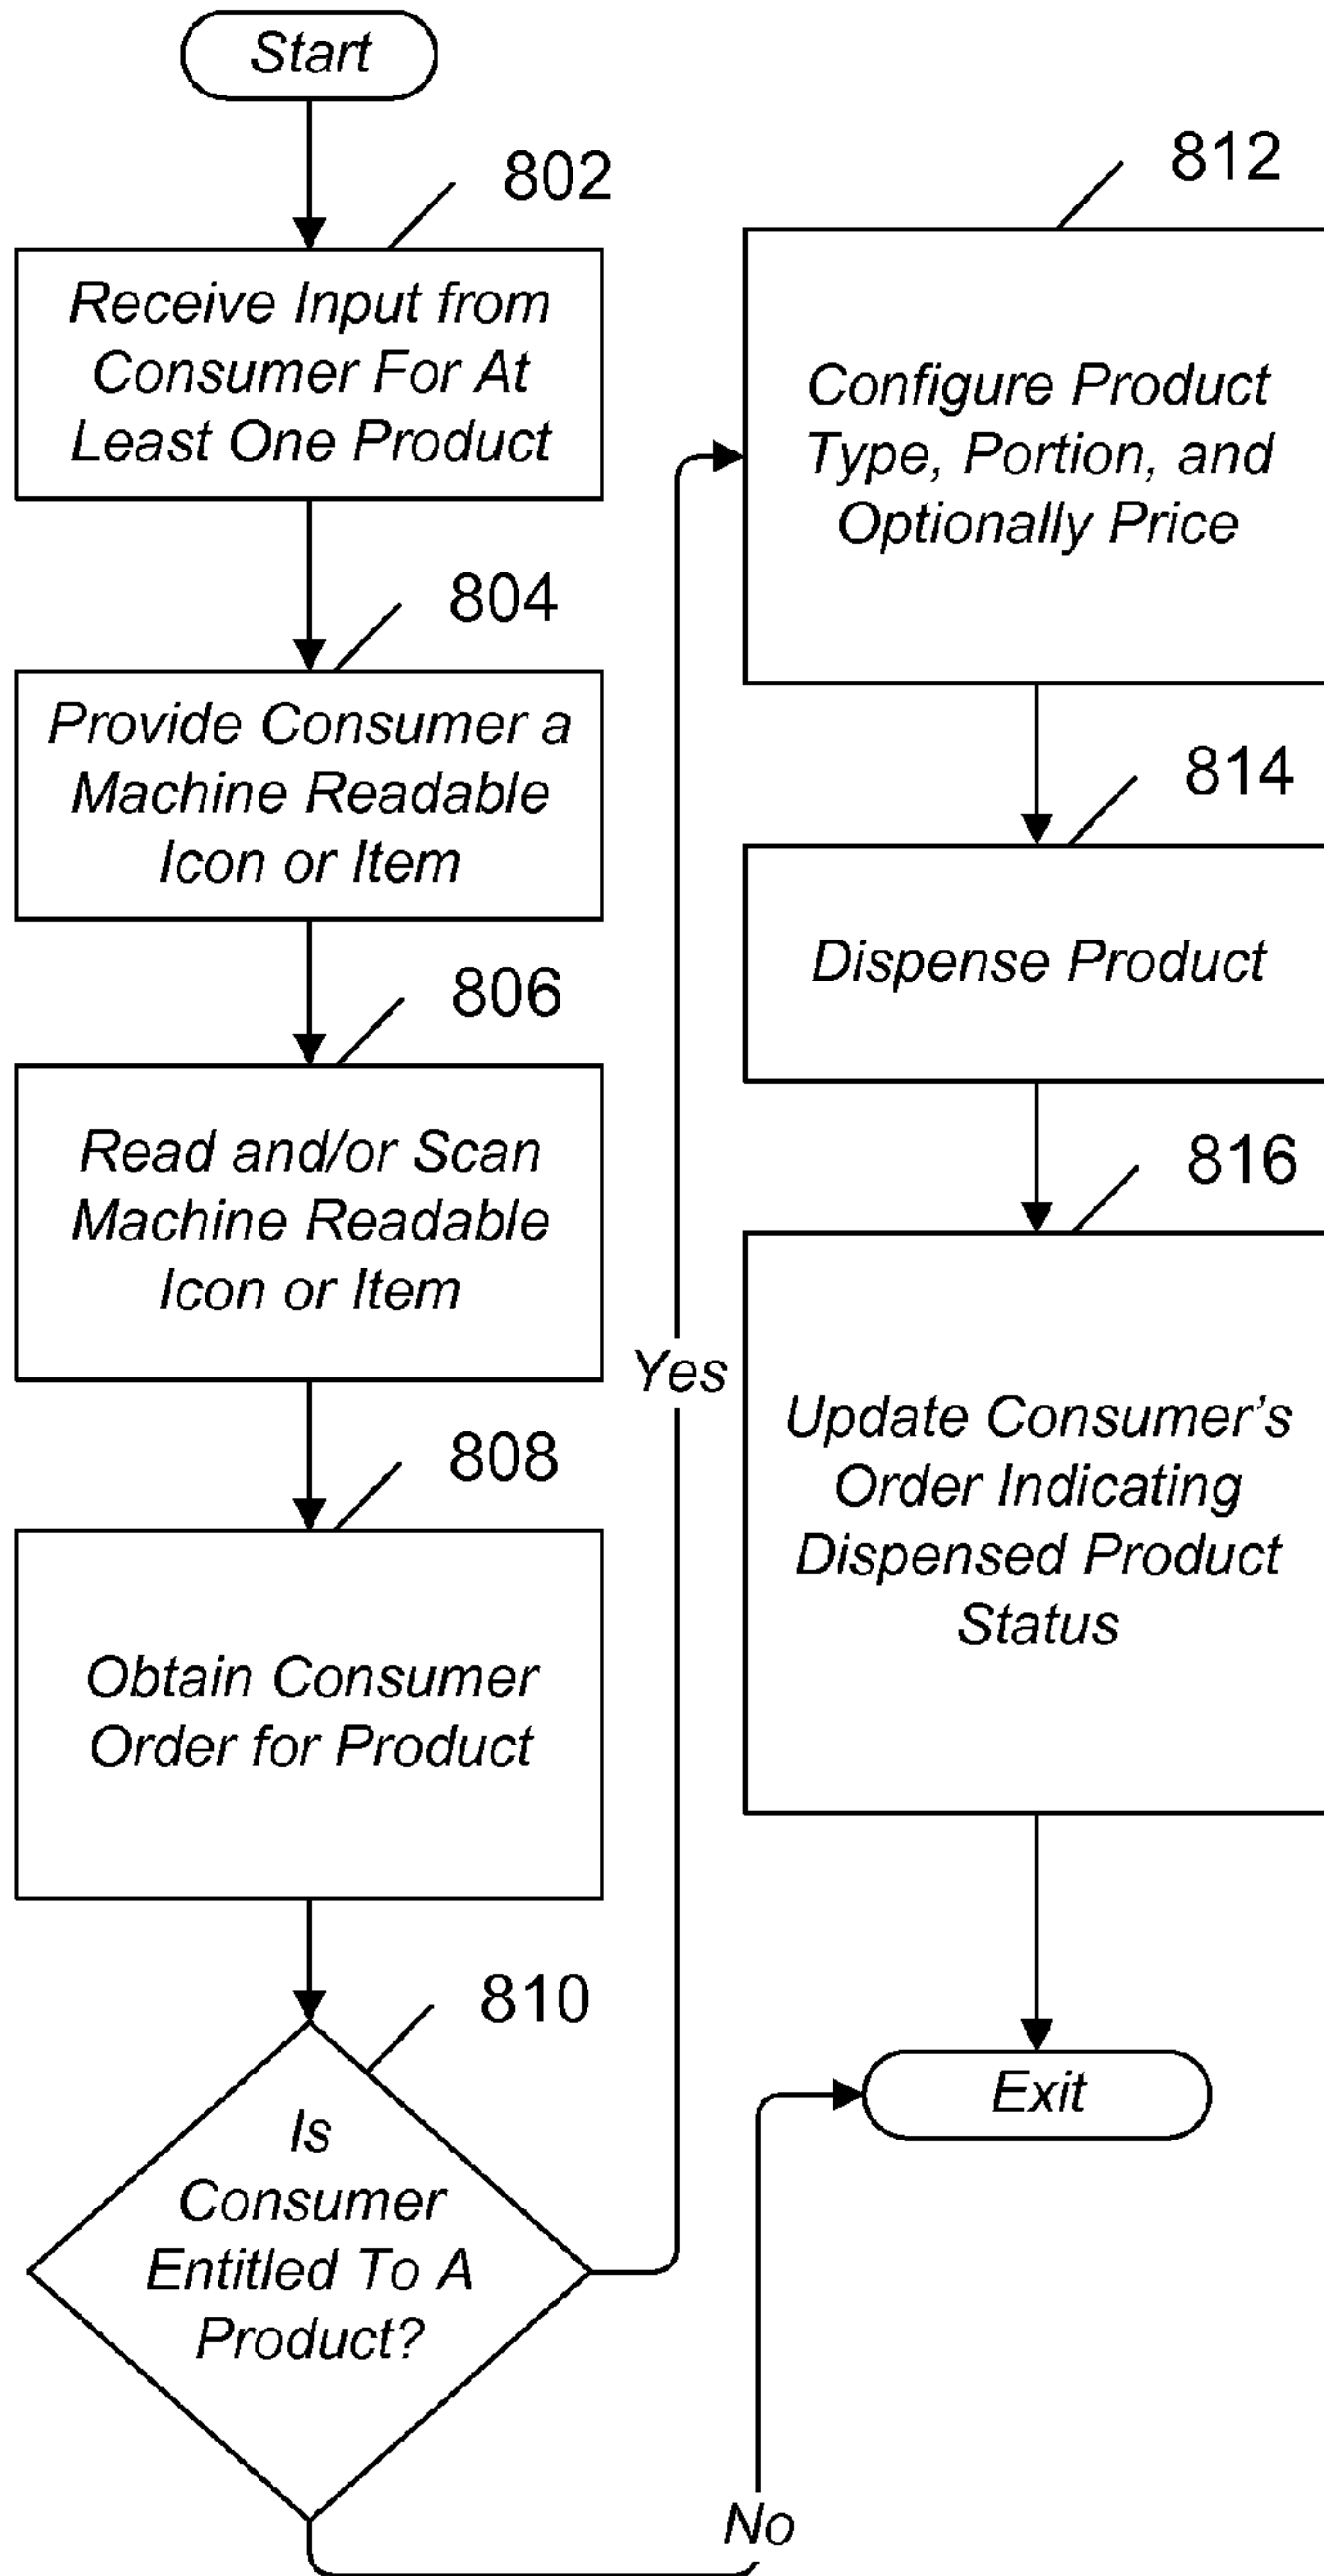 Start
802
Receive Input from
Consumer For At
Least One Product
804
Provide Consumer a
Machine Readable
Icon or Item
806
Read and/or Scan
Machine Readable
Icon or Item
808
Obtain Consumer
Order for Product
810
Is
Consumer
Entitled To A
Product?
Yes
No
812
Configure Product
Type, Portion, and
Optionally Price
814
Dispense Product
816
Update Consumer's
Order Indicating
Dispensed Product
Status
Exit